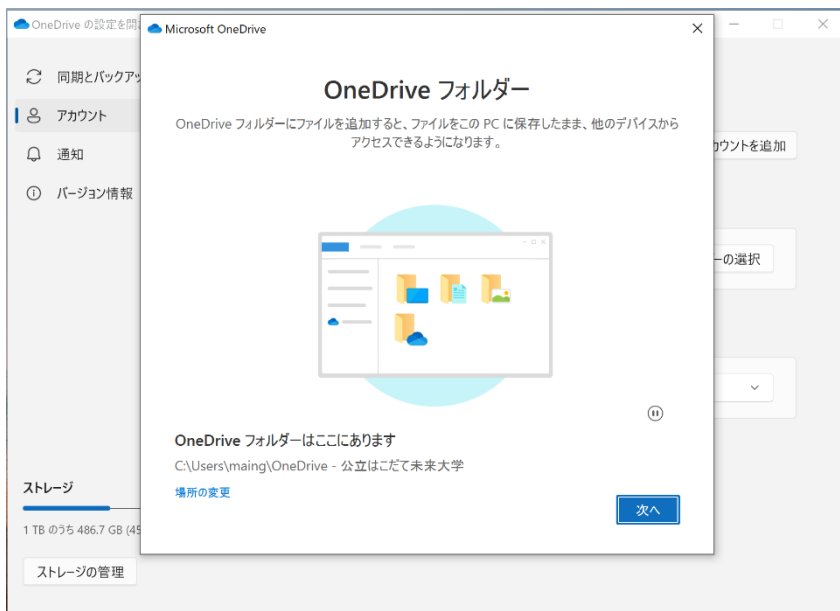 OneDrive の設定を開
Microsoft OneDrive
同期とバックアッ
アカウント
通知
バージョン情報
OneDrive フォルダー
OneDrive フォルダーにファイルを追加すると、ファイルをこの PC に保存したまま、他のデバイスから
アクセスできるようになります。
カウントを追加
ーの選択
OneDrive フォルダーはここにあります
C:\Users\maing\OneDrive - 公立はこだて未来大学
場所の変更
次へ
ストレージ
1 TB のうち 486.7 GB (45
ストレージの管理